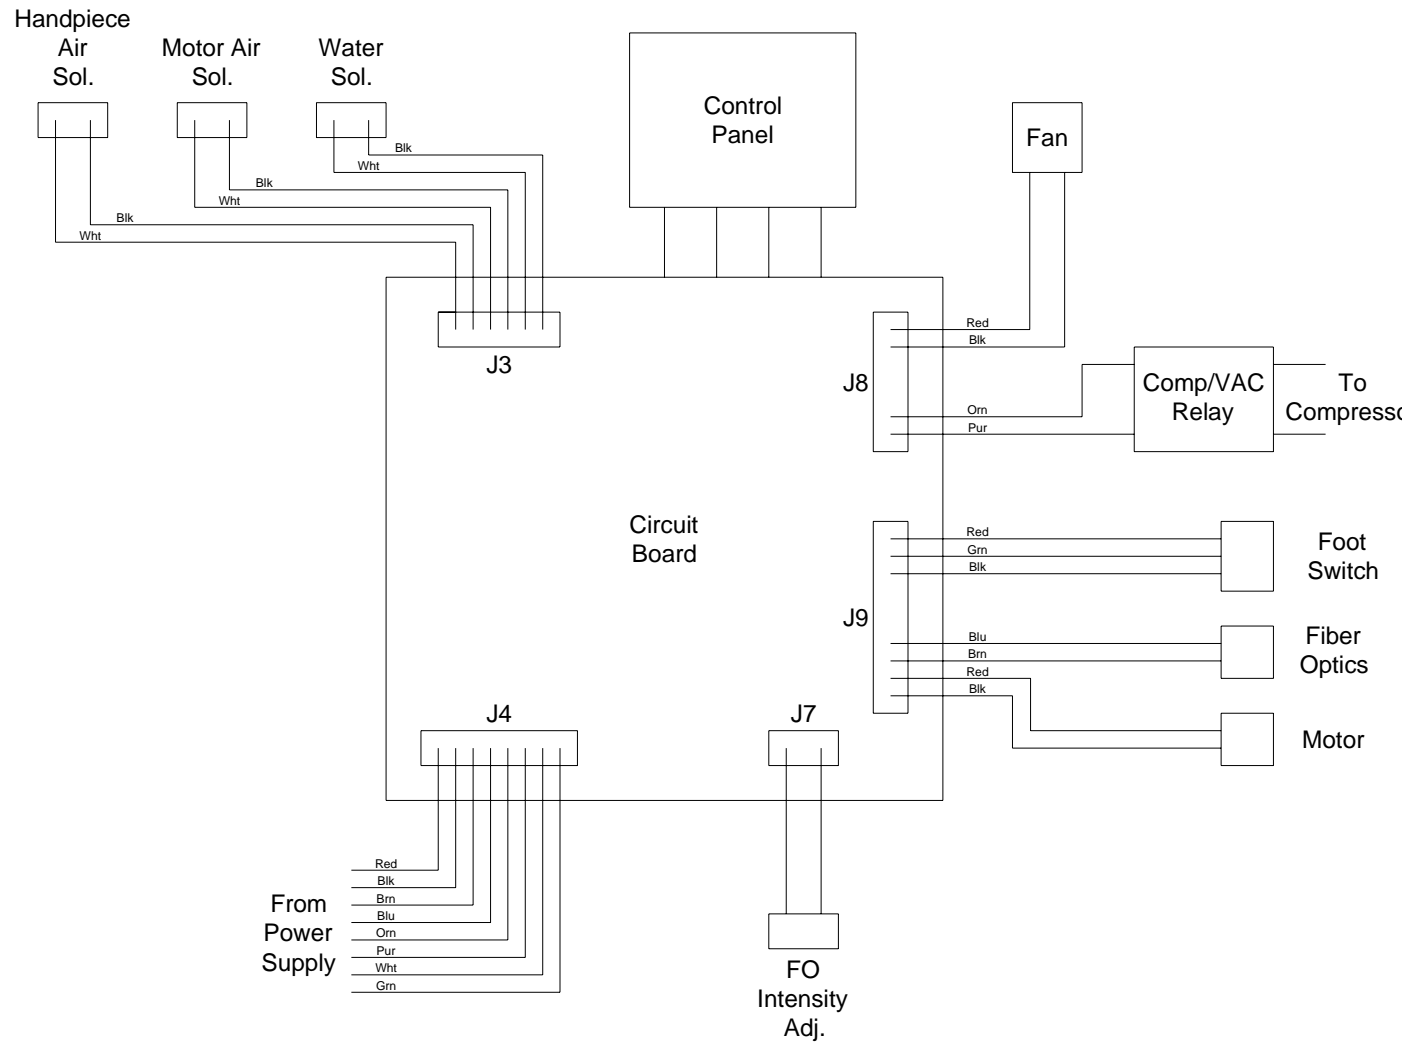 Handpiece
Air
Sol.
Motor Air
Sol.
Water
Sol.
Control
Panel
Fan
Blk
Wht
Blk
Wht
Blk
Wht
J3
Red
Blk
J8
Orn
Pur
Comp/VAC
Relay
To
Compresso
Circuit
Board
Red
Grn
Blk
Foot
Switch
J9
Blu
Brn
Red
Blk
Fiber
Optics
Motor
J4
J7
Red
Blk
Brn
Blu
Orn
Pur
Wht
Grn
From
Power
Supply
FO
Intensity
Adj.